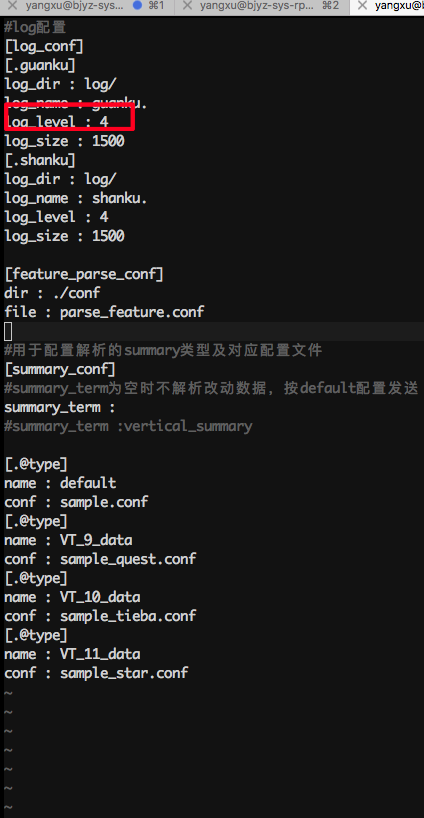 yangxu@bjyz-sys... ⌘1
yangxu@bjyz-sys-rp... ⌘2
yangxu@b
#log配置
[log_conf]
[.guanku]
log_dir : log/
log_name : guanku.
log_level : 4
log_size : 1500
[.shanku]
log_dir : log/
log_name : shanku.
log_level : 4
log_size : 1500
[feature_parse_conf]
dir : ./conf
file : parse_feature.conf
#用于配置解析的summary类型及对应配置文件
[summary_conf]
#summary_term为空时不解析改动数据，按default配置发送
summary_term :
#summary_term :vertical_summary
[.@type]
name : default
conf : sample.conf
[.@type]
name : VT_9_data
conf : sample_quest.conf
[.@type]
name : VT_10_data
conf : sample_tieba.conf
[.@type]
name : VT_11_data
conf : sample_star.conf
~
~
~
~
~
~
~